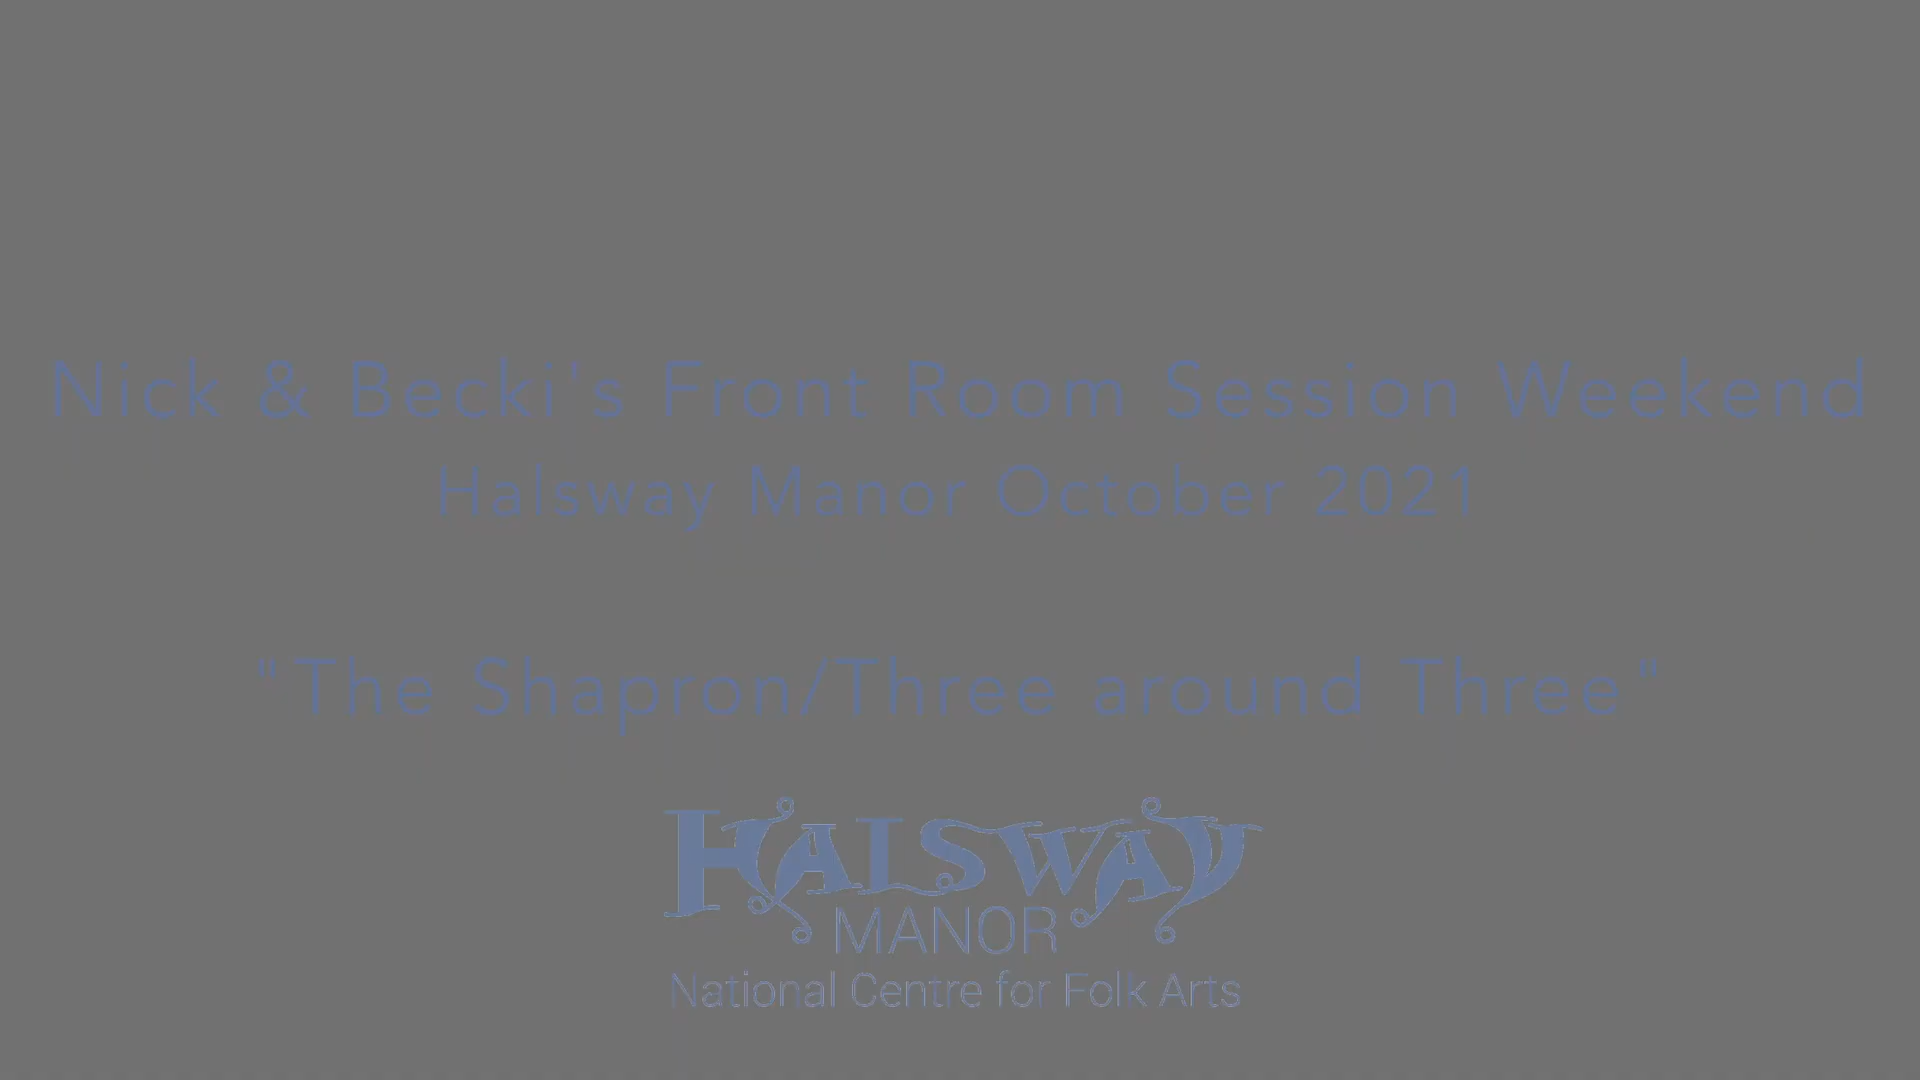 Nick & Becki's Front Room Session Weekend
Halsway Manor October 2021
"The Shapron/Three around Three"
HALSWAY
MANOR
National Centre for Folk Arts